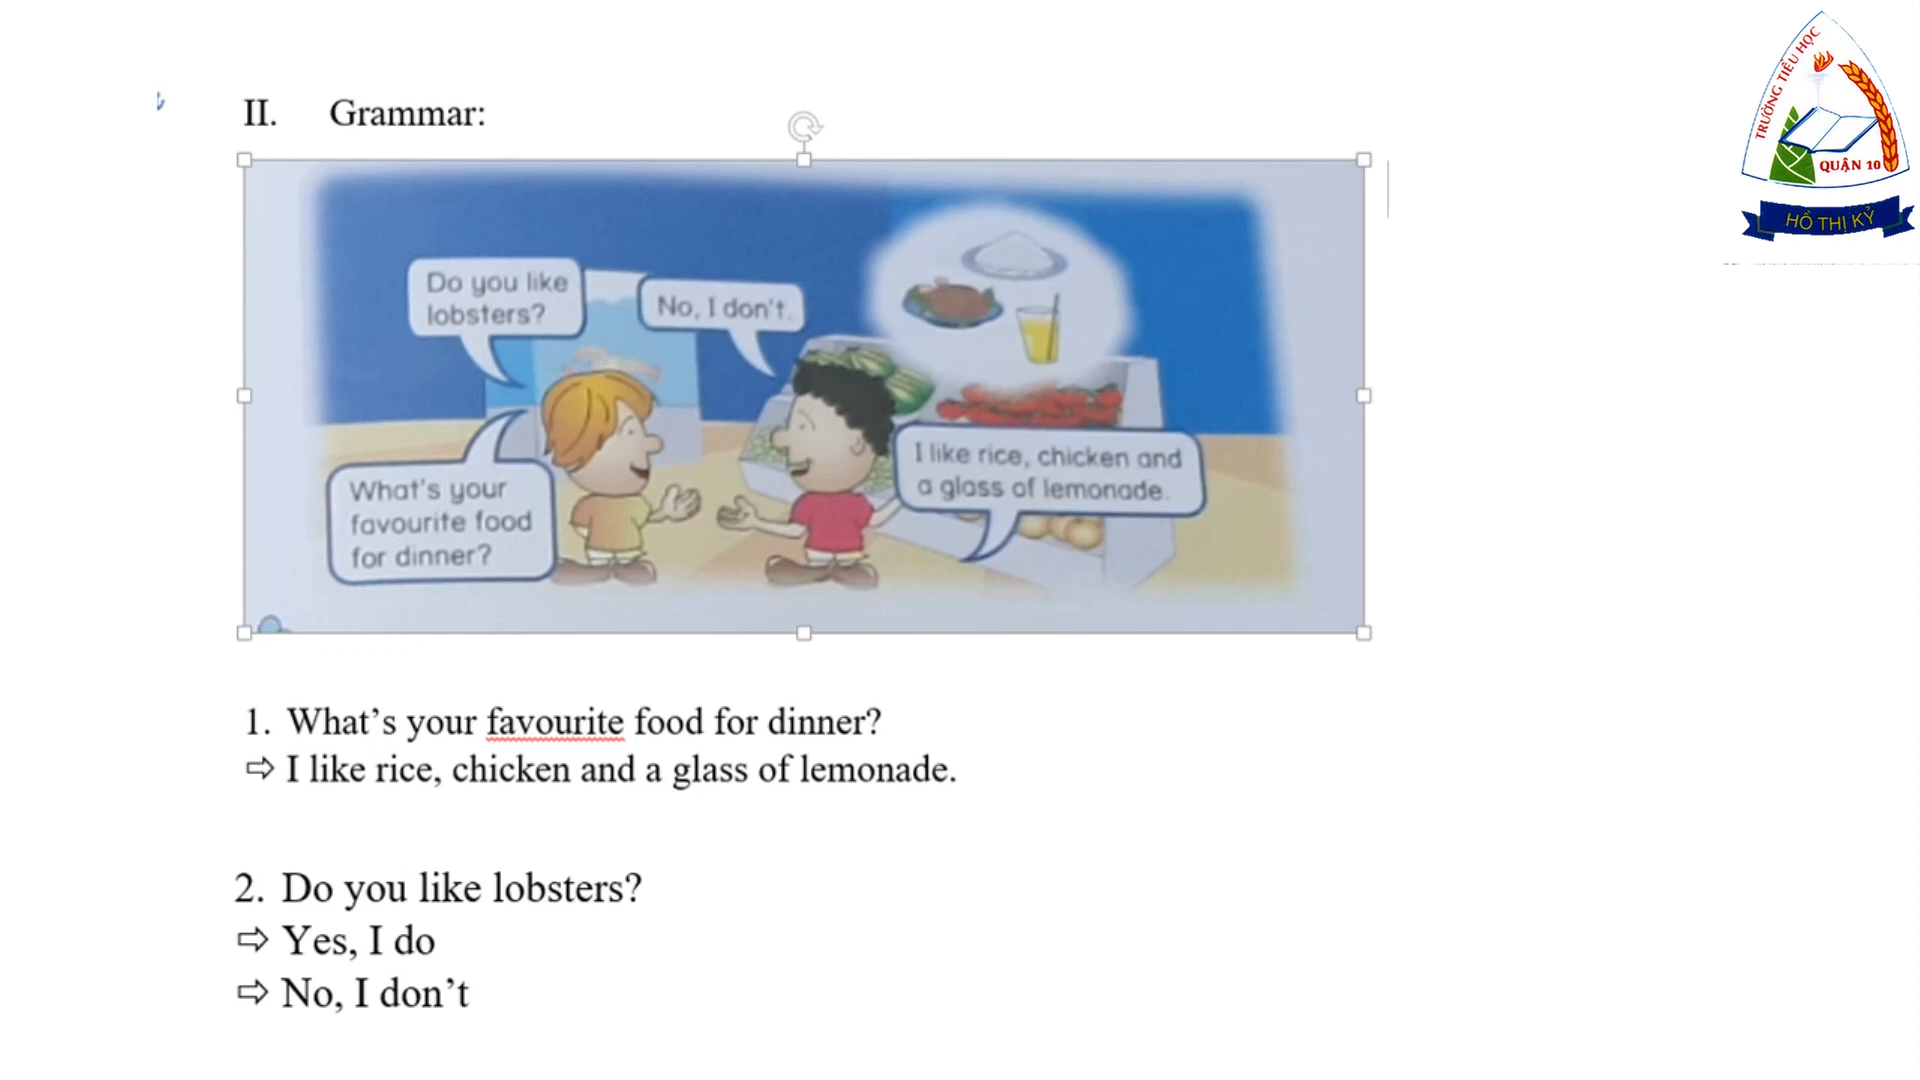 II. Grammar:
Do you like
lobsters?
No, I don't.
What's your
favourite food
for dinner?
I like rice, chicken and
a glass of lemonade.
1. What’s your favourite food for dinner?
⇨ I like rice, chicken and a glass of lemonade.
2. Do you like lobsters?
⇨ Yes, I do
⇨ No, I don’t
TRƯỜNG TIỂU HỌC
QUẬN 10
HỒ THỊ KỶ